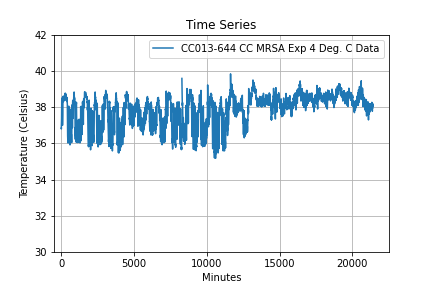 Time Series
CC013-644 CC MRSA Exp 4 Deg. C Data
Temperature (Celsius)
42
40
38
36
34
32
30
0 5000 10000 15000 20000
Minutes